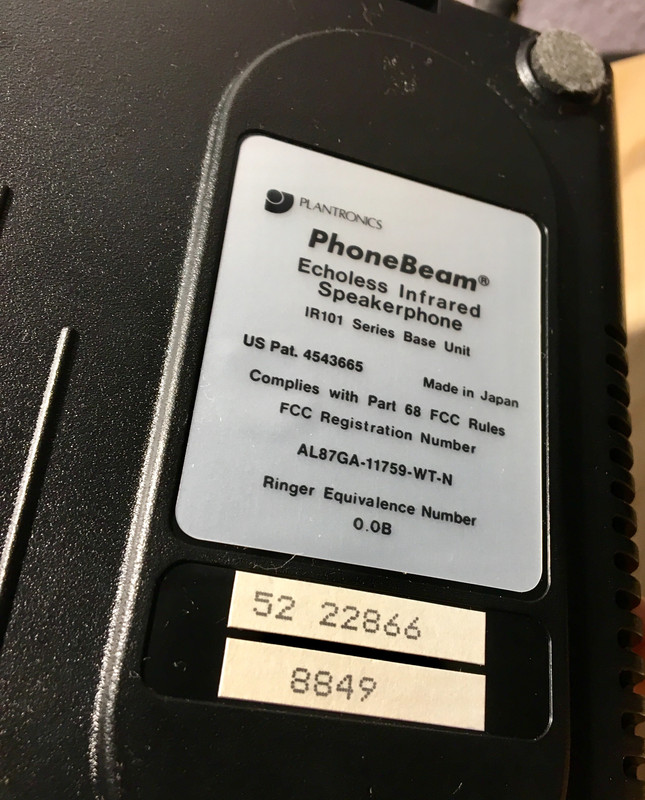 PLANTRONICS
PhoneBeam®
Echoless Infrared
Speakerphone
IR101 Series Base Unit
US Pat. 4543665
Made in Japan
Complies with Part 68 FCC Rules
FCC Registration Number
AL87GA-11759-WT-N
Ringer Equivalence Number
0.0B
52 22866
8849